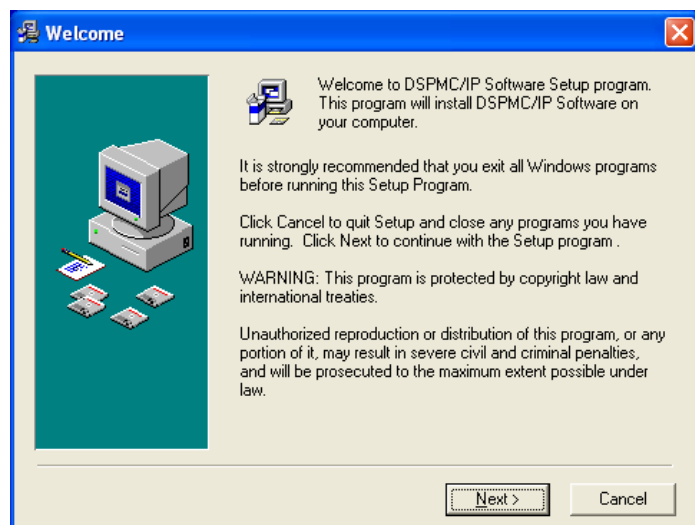 Welcome
Welcome to DSPMC/IP Software Setup program.
This program will install DSPMC/IP Software on
your computer.
It is strongly recommended that you exit all Windows programs
before running this Setup Program.
Click Cancel to quit Setup and close any programs you have
running.  Click Next to continue with the Setup program .
WARNING: This program is protected by copyright law and
international treaties.
Unauthorized reproduction or distribution of this program, or any
portion of it, may result in severe civil and criminal penalties,
and will be prosecuted to the maximum extent possible under
law.
Next >
Cancel